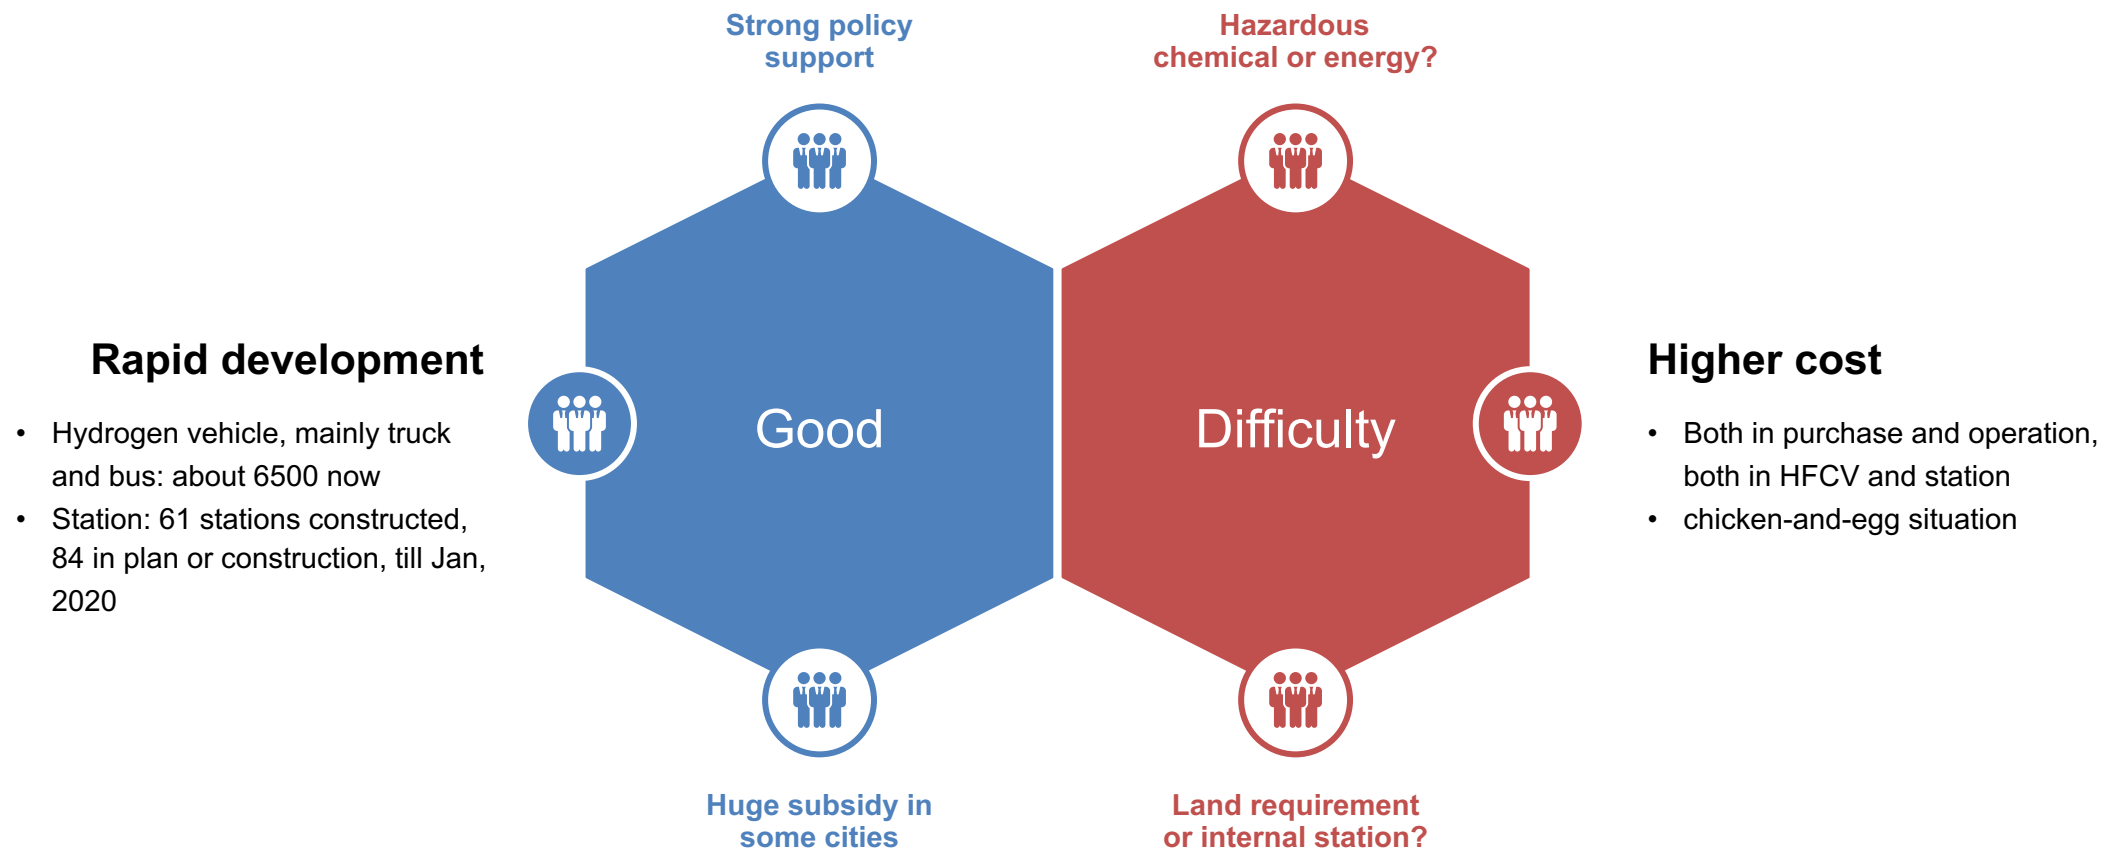 Strong policy
support
Hazardous
chemical or energy?
Rapid development
• Hydrogen vehicle, mainly truck
and bus: about 6500 now
• Station: 61 stations constructed,
84 in plan or construction, till Jan,
2020
Good
Difficulty
Higher cost
• Both in purchase and operation,
both in HFCV and station
• chicken-and-egg situation
Huge subsidy in
some cities
Land requirement
or internal station?